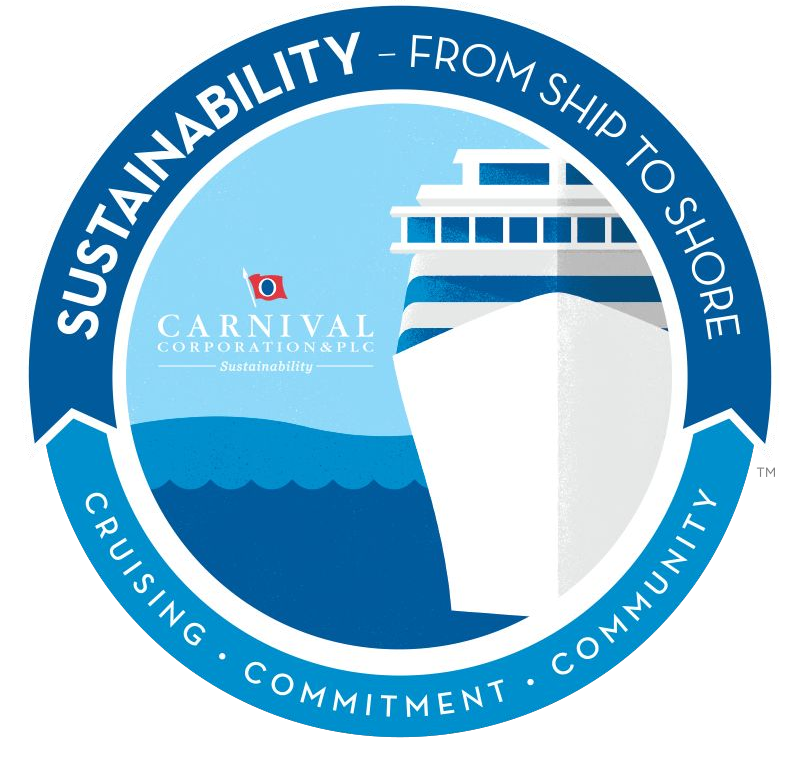 SUSTAINABILITY – FROM SHIP TO SHORE
CARNIVAL
CORPORATION&PLC
Sustainability
TM
CRUISING · COMMITMENT · COMMUNITY